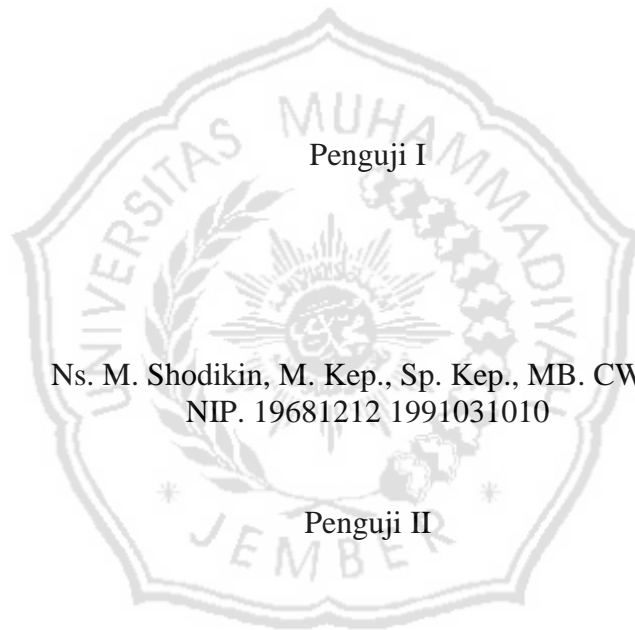 UNIVERSITAS MUHAMMADIYAH
Penguji I
Ns. M. Shodikin, M. Kep., Sp. Kep., MB. CW
NIP. 19681212 1991031010
Penguji II
JEMBER